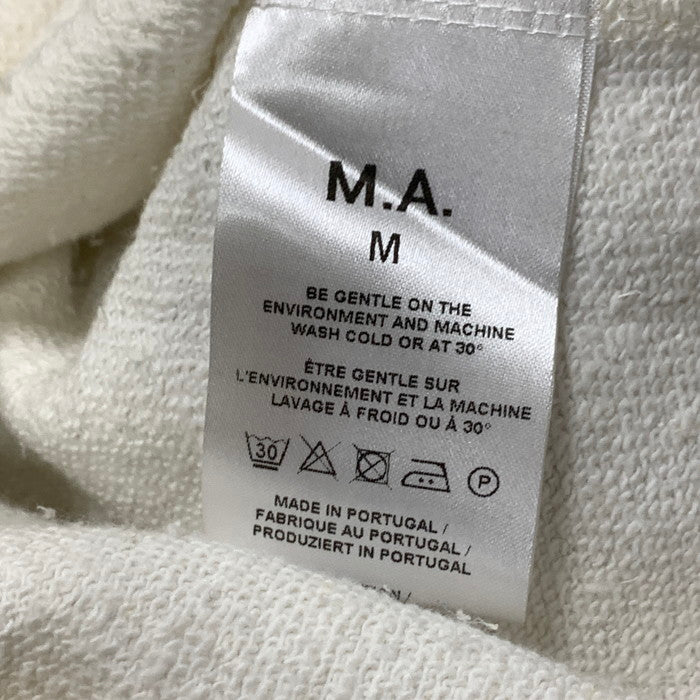 M.A.
M
BE GENTLE ON THE
ENVIRONMENT AND MACHINE
WASH COLD OR AT 30°
ÊTRE GENTLE SUR
L'ENVIRONNEMENT ET LA MACHINE
LAVAGE À FROID OU À 30°
30 P
MADE IN PORTUGAL /
FABRIQUE AU PORTUGAL /
PRODUZIERT IN PORTUGAL